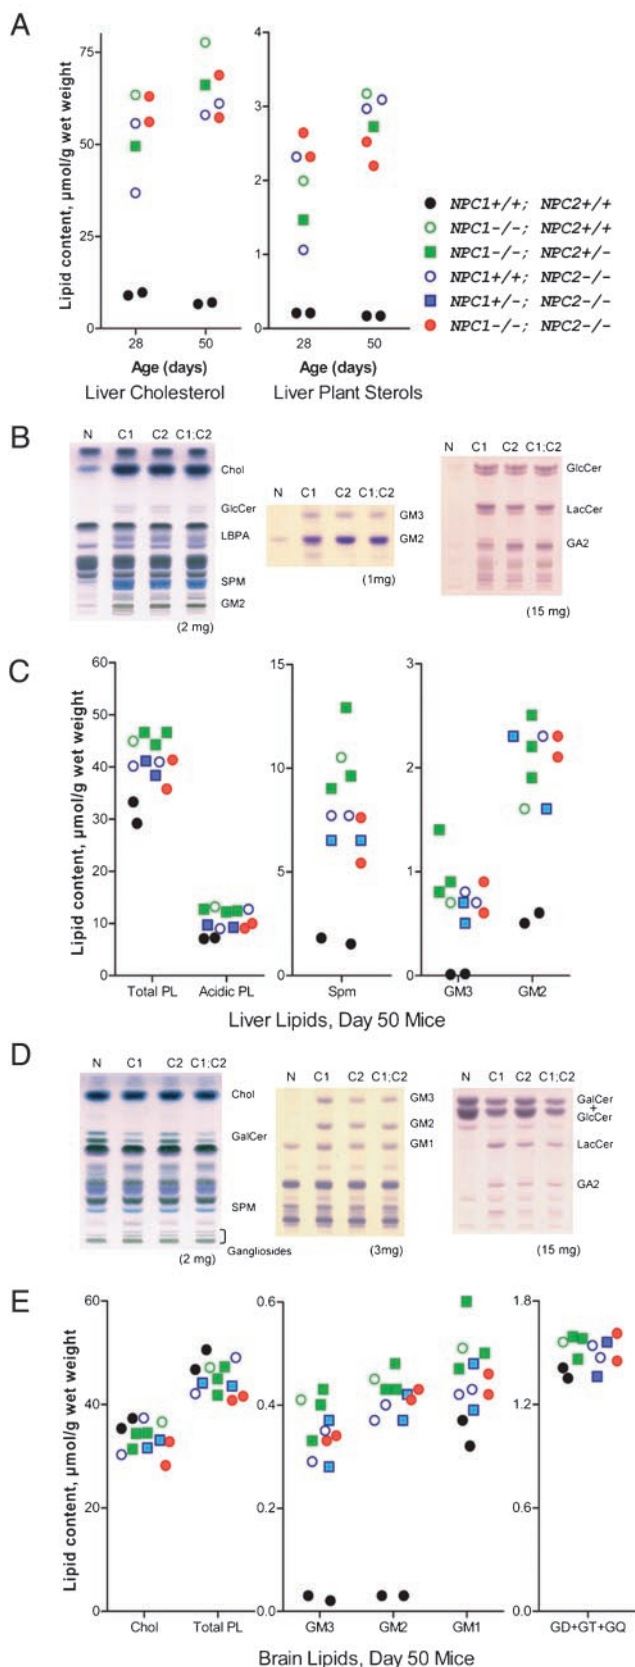 A
Lipid content, µmol/g wet weight
75
50
25
0
4
3
2
1
0
28 50
28 50
Age (days)
Age (days)
Liver Cholesterol
Liver Plant Sterols
NPC1+/+; NPC2+/+
NPC1-/-; NPC2+/+
NPC1-/-; NPC2+/-
NPC1+/+; NPC2-/-
NPC1+/-; NPC2-/-
NPC1-/-; NPC2-/-
B
N C1 C2 C1;C2
Chol
GlcCer
LBPA
SPM
GM2
(2 mg)
N C1 C2 C1;C2
GM3
GM2
(1mg)
N C1 C2 C1;C2
GlcCer
LacCer
GA2
(15 mg)
C
Lipid content, µmol/g wet weight
60
50
40
30
20
10
0
Total PL Acidic PL
15
10
5
0
Spm
3
2
1
0
GM3 GM2
Liver Lipids, Day 50 Mice
D
N C1 C2 C1;C2
Chol
GalCer
SPM
Gangliosides
(2 mg)
N C1 C2 C1;C2
GM3
GM2
GM1
(3mg)
N C1 C2 C1;C2
GalCer
+
GlcCer
LacCer
GA2
(15 mg)
E
Lipid content, µmol/g wet weight
60
40
20
0
Chol Total PL
0.6
0.4
0.2
0.0
GM3 GM2 GM1
1.8
1.2
0.6
0.0
GD+GT+GQ
Brain Lipids, Day 50 Mice